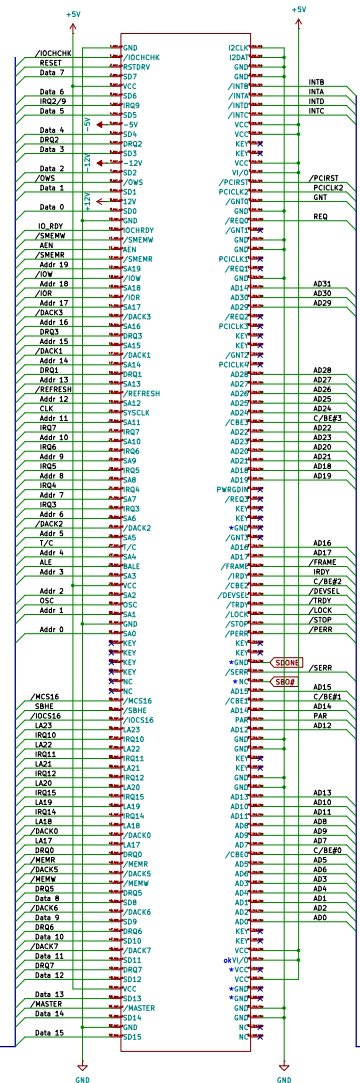 +5V
+5V
GND I2CLK
/IOCHCHK /IOCHCHK I2DAT
RESET RSTDRV GND
Data 7 SD7 GND
VCC /INTB INTB
Data 6 SD6 /INTA INTA
IRQ2/9 IRQ9 /INTD INTD
Data 5 SD5 /INTC INTC
-5V -5V VCC
Data 4 SD4 VCC
DRQ2 DRQ2 KEY
Data 3 SD3 KEY
-12V -12V VCC
Data 2 SD2 VI/O
/OWS /OWS /PCIRST /PCIRST
Data 1 SD1 PCICLK2 PCICLK2
+12V 12V /GNT0 GNT
Data 0 SD0 GND
GND /REQ0 REQ
IO_RDY IOCHRDY /GNT1
/SMEMW /SMEMW GND
AEN AEN GND
/SMEMR /SMEMR PCICLK1
Addr 19 SA19 /REQ1
/IOW /IOW GND
Addr 18 SA18 AD14 AD31
/IOR /IOR AD30 AD30
Addr 17 SA17 AD29 AD29
/DACK3 /DACK3 /REQ2
Addr 16 SA16 PCICLK3
DRQ3 DRQ3 KEY
Addr 15 SA15 KEY
/DACK1 /DACK1 /GNT2
Addr 14 SA14 PCICLK4
DRQ1 DRQ1 AD28 AD28
Addr 13 SA13 AD27 AD27
/REFRESH /REFRESH AD26 AD26
Addr 12 SA12 AD25 AD25
CLK SYSCLK AD24 AD24
Addr 11 SA11 /CBE3 C/BE#3
IRQ7 IRQ7 AD22 AD22
Addr 10 SA10 AD23 AD23
IRQ6 IRQ6 AD20 AD20
Addr 9 SA9 AD21 AD21
IRQ5 IRQ5 AD18 AD18
Addr 8 SA8 AD19 AD19
IRQ4 IRQ4 PWRGDIN
Addr 7 SA7 /REQ3
IRQ3 IRQ3 KEY
Addr 6 SA6 KEY
/DACK2 /DACK2 *GND
Addr 5 SA5 /GNT3
T/C T/C AD16 AD16
Addr 4 SA4 AD17 AD17
ALE BALE /FRAME /FRAME
Addr 3 SA3 /IRDY IRDY
VCC /CBE2 C/BE#2
Addr 2 SA2 /DEVSEL /DEVSEL
OSC OSC /TRDY /TRDY
Addr 1 SA1 /LOCK /LOCK
GND /STOP /STOP
Addr 0 SA0 /PERR /PERR
KEY KEY
KEY KEY
KEY *GND SDONE
KEY /SERR /SERR
NC *NC SBO#
NC AD15 AD15
/MCS16 /MCS16 /CBE1 C/BE#1
SBHE /SBHE AD14 AD14
/IOCS16 /IOCS16 PAR PAR
LA23 LA23 AD12 AD12
IRQ10 IRQ10 GND
LA22 LA22 GND
IRQ11 IRQ11 KEY
LA21 LA21 KEY
IRQ12 IRQ12 GND
LA20 LA20 GND
IRQ15 IRQ15 AD13 AD13
LA19 LA19 AD10 AD10
IRQ14 IRQ14 AD11 AD11
LA18 LA18 AD8 AD8
/DACK0 /DACK0 AD9 AD9
LA17 LA17 AD7 AD7
DRQ0 DRQ0 /CBE0 C/BE#0
/MEMR /MEMR AD5 AD5
/DACK5 /DACK5 AD6 AD6
/MEMW /MEMW AD3 AD3
DRQ5 DRQ5 AD4 AD4
Data 8 SD8 AD1 AD1
/DACK6 /DACK6 AD2 AD2
Data 9 SD9 AD0 AD0
DRQ6 DRQ6 KEY
Data 10 SD10 KEY
/DACK7 /DACK7 VCC
Data 11 SD11 okVI/O
DRQ7 DRQ7 *VCC
Data 12 SD12 VCC
VCC *GND
Data 13 SD13 *GND
/MASTER /MASTER GND
Data 14 SD14 GND
GND NC
Data 15 SD15 NC
GND GND